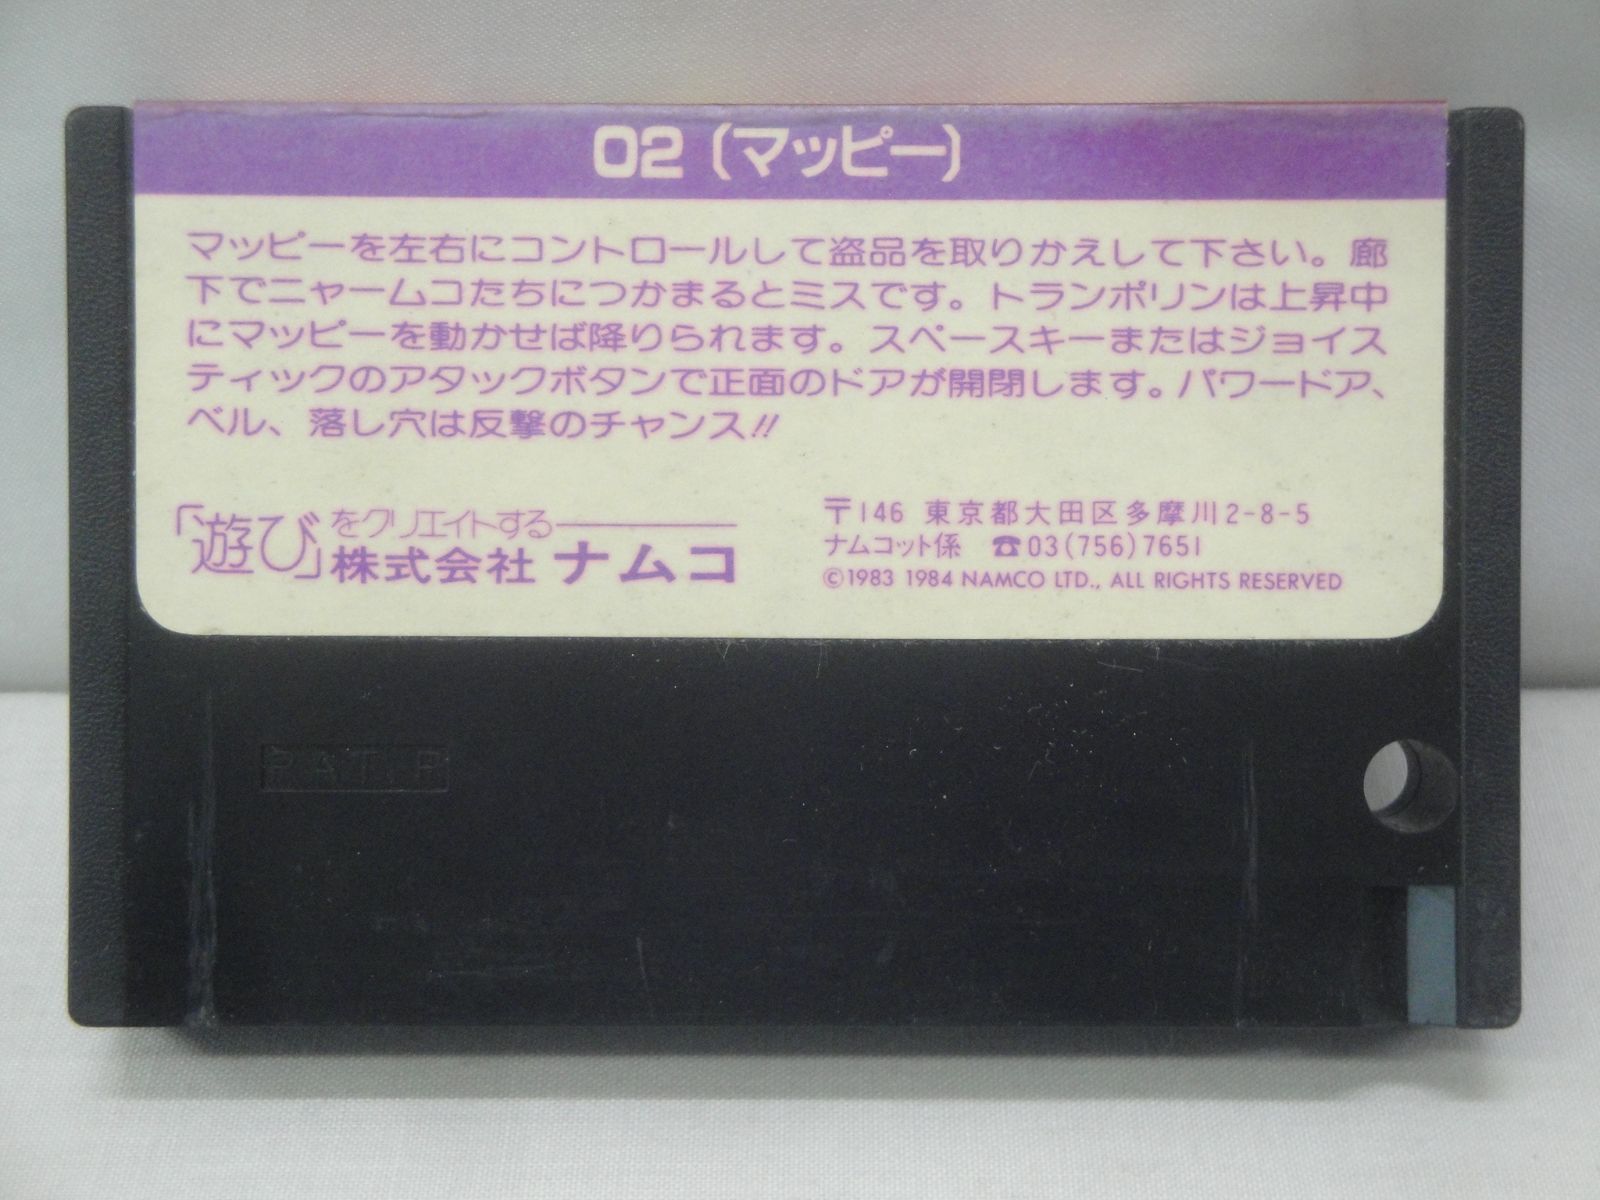 02(マッピー)
マッピーを左右にコントロールして盗品を取りかえして下さい。廊
下でニャームコたちにつかまるとミスです。トランポリンは上昇中
にマッピーを動かせば降りられます。スペースキーまたはジョイス
ティックのアタックボタンで正面のドアが開閉します。パワードア、
ベル、落し穴は反撃のチャンス!!
「遊び」をクリエイトする
株式会社ナムコ
〒146 東京都大田区多摩川2-8-5
ナムコット係 ☎03(756)7651
©1983 1984 NAMCO LTD., ALL RIGHTS RESERVED
PAT.P